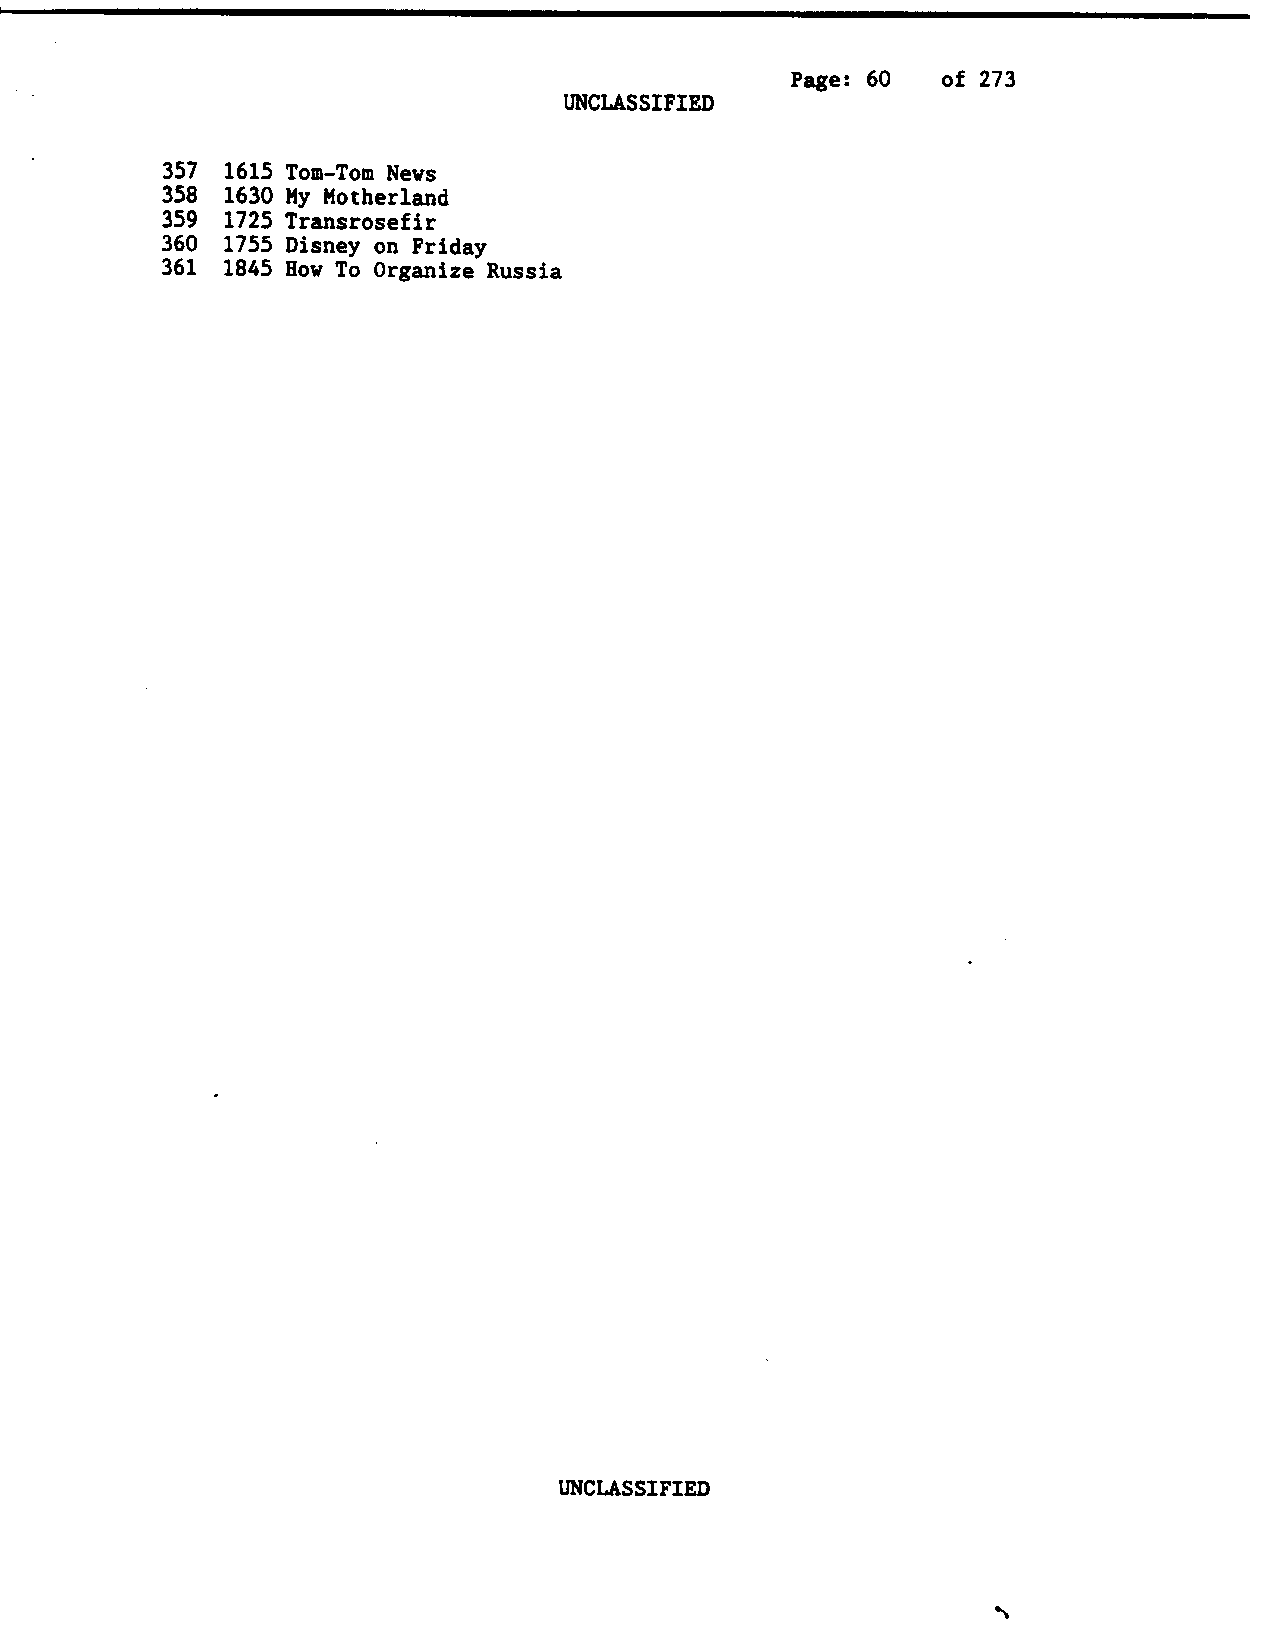 Page: 60 of 273
UNCLASSIFIED
357 1615 Tom-Tom News
358 1630 My Motherland
359 1725 Transrosefir
360 1755 Disney on Friday
361 1845 How To Organize Russia
UNCLASSIFIED